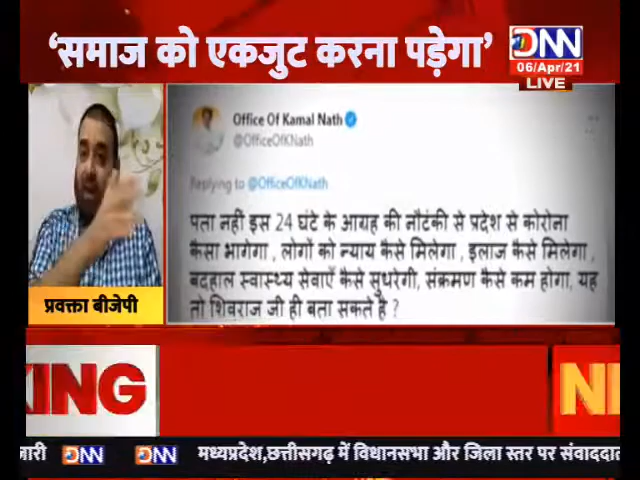 ‘समाज को एकजुट करना पड़ेगा’
DNN
06/Apr/21
LIVE
Office Of Kamal Nath
@OfficeOfKNath
Replying to @OfficeOfKNath
पता नहीं इस 24 घंटे के आग्रह की नौटंकी से प्रदेश से कोरोना
कैसा भागेगा , लोगों को न्याय कैसे मिलेगा , इलाज कैसे मिलेगा ,
बदहाल स्वास्थ्य सेवाएँ कैसे सुधरेगी, संक्रमण कैसे कम होगा, यह
तो शिवराज जी ही बता सकते है ?
प्रवक्ता बीजेपी
KING
NE
जारी DNN DNN मध्यप्रदेश,छत्तीसगढ़ में विधानसभा और जिला स्तर पर संवाददाता